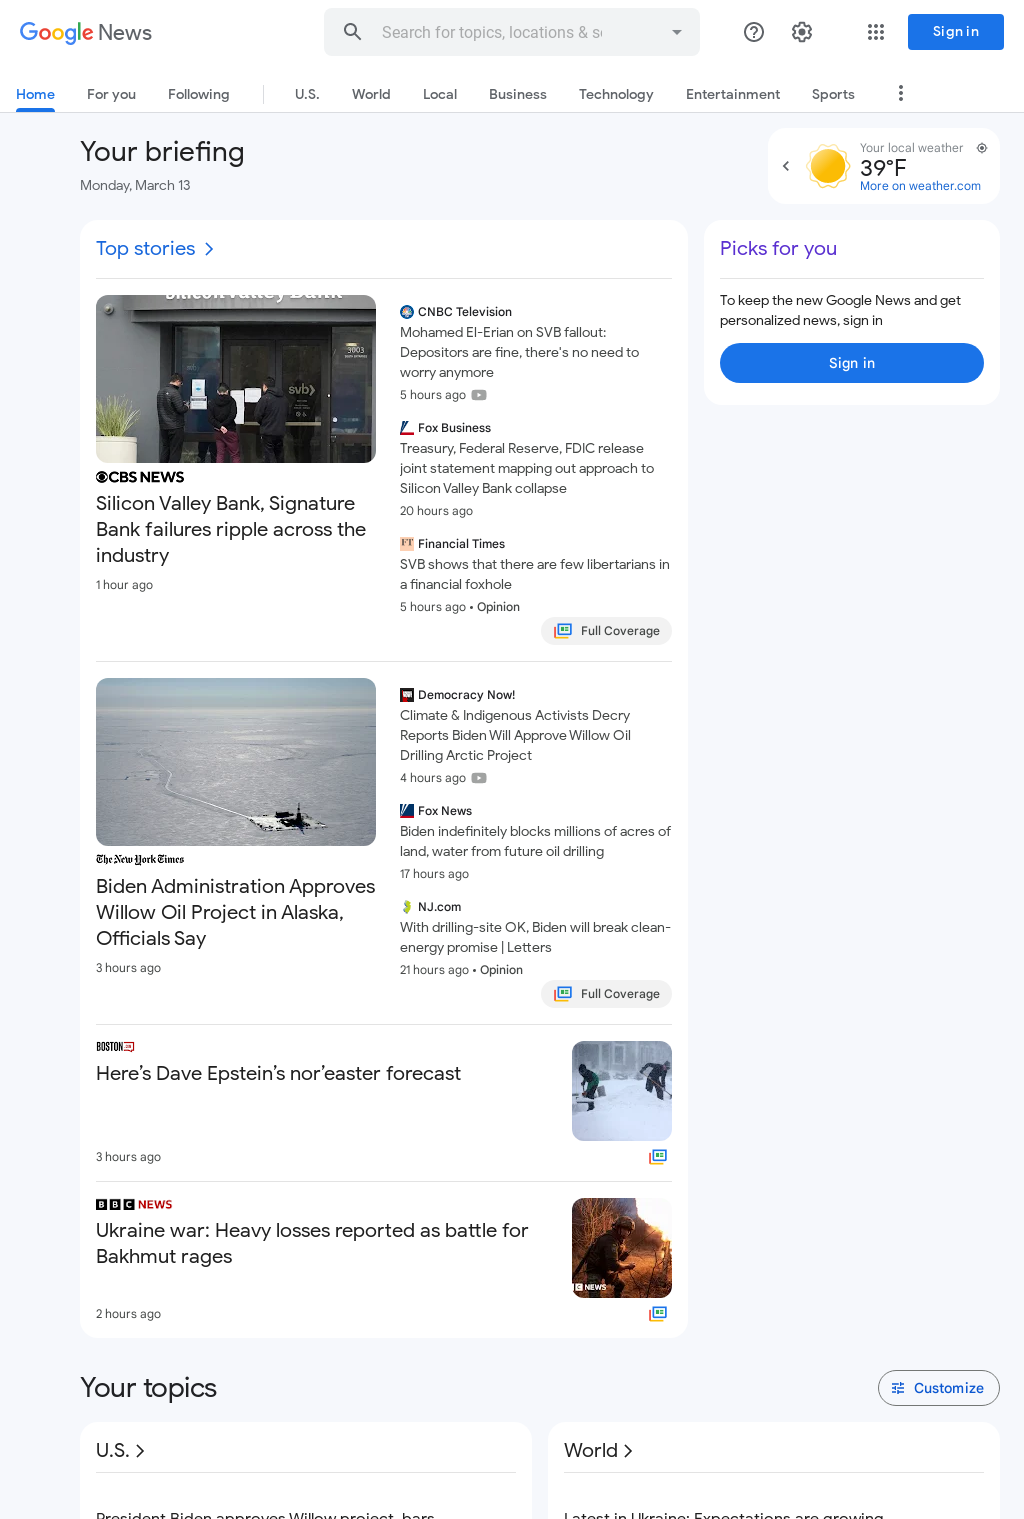 Google News
Search for topics, locations & s
Sign in
Home
For you
Following
U.S.
World
Local
Business
Technology
Entertainment
Sports
Your briefing
Monday, March 13
Your local weather
39°F
More on weather.com
Top stories
Picks for you
To keep the new Google News and get
personalized news, sign in
Sign in
Silicon Valley Bank
3003
svb
CBS NEWS
Silicon Valley Bank, Signature
Bank failures ripple across the
industry
1 hour ago
CNBC Television
Mohamed El-Erian on SVB fallout:
Depositors are fine, there's no need to
worry anymore
5 hours ago
Fox Business
Treasury, Federal Reserve, FDIC release
joint statement mapping out approach to
Silicon Valley Bank collapse
20 hours ago
FT
Financial Times
SVB shows that there are few libertarians in
a financial foxhole
5 hours ago • Opinion
Full Coverage
The New York Times
Biden Administration Approves
Willow Oil Project in Alaska,
Officials Say
3 hours ago
Democracy Now!
Climate & Indigenous Activists Decry
Reports Biden Will Approve Willow Oil
Drilling Arctic Project
4 hours ago
Fox News
Biden indefinitely blocks millions of acres of
land, water from future oil drilling
17 hours ago
NJ.com
With drilling-site OK, Biden will break clean-
energy promise | Letters
21 hours ago • Opinion
Full Coverage
BOSTON
Here’s Dave Epstein’s nor’easter forecast
3 hours ago
BBC NEWS
Ukraine war: Heavy losses reported as battle for
Bakhmut rages
C NEWS
2 hours ago
Your topics
Customize
U.S.
World
President Biden approves Willow project, bars
Latest in Ukraine: Expectations are growing